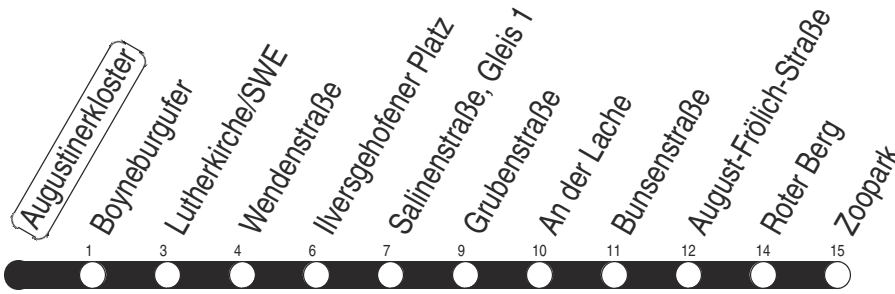 Augustinerkloster
Boyneburgufer
Lutherkirche/SWE
Wendenstraße
Ilversgehofener Platz
Salinenstraße, Gleis 1
Grubenstraße
An der Lache
Bunsenstraße
August-Frölich-Straße
Roter Berg
Zoopark
1 3 4 6 7 9 10 11 12 14 15